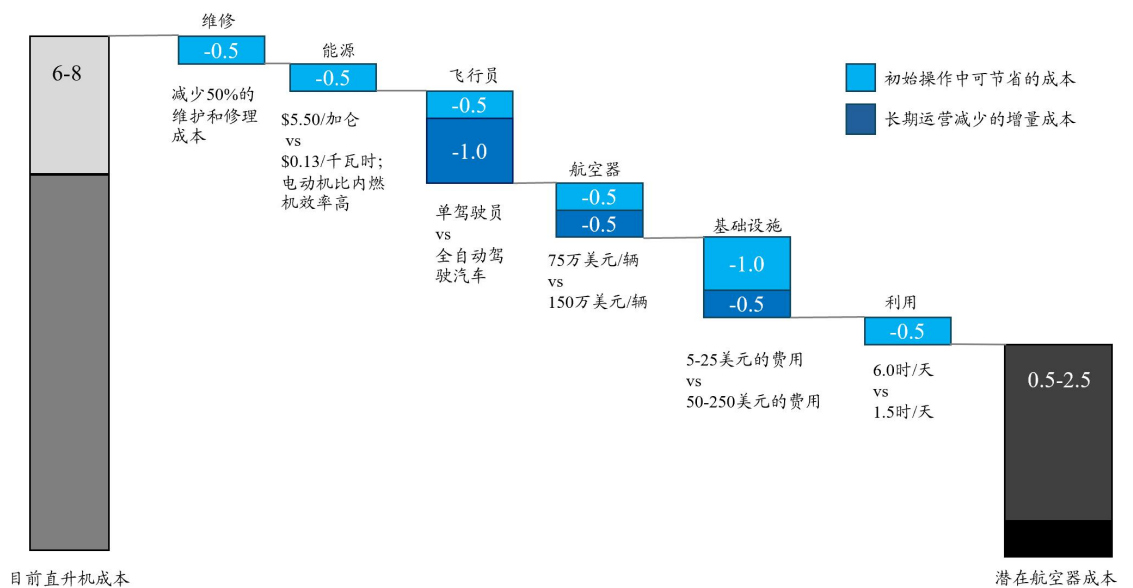 维修
-0.5
减少50%的
维护和修理
成本
6-8
目前直升机成本
能源
-0.5
$5.50/加仑
vs
$0.13/千瓦时;
电动机比内燃
机效率高
飞行员
-0.5
-1.0
单驾驶员
vs
全自动驾
驶汽车
航空器
-0.5
-0.5
75万美元/辆
vs
150万美元/辆
基础设施
-1.0
-0.5
5-25美元的费用
vs
50-250美元的费用
利用
-0.5
6.0时/天
vs
1.5时/天
初始操作中可节省的成本
长期运营减少的增量成本
0.5-2.5
潜在航空器成本